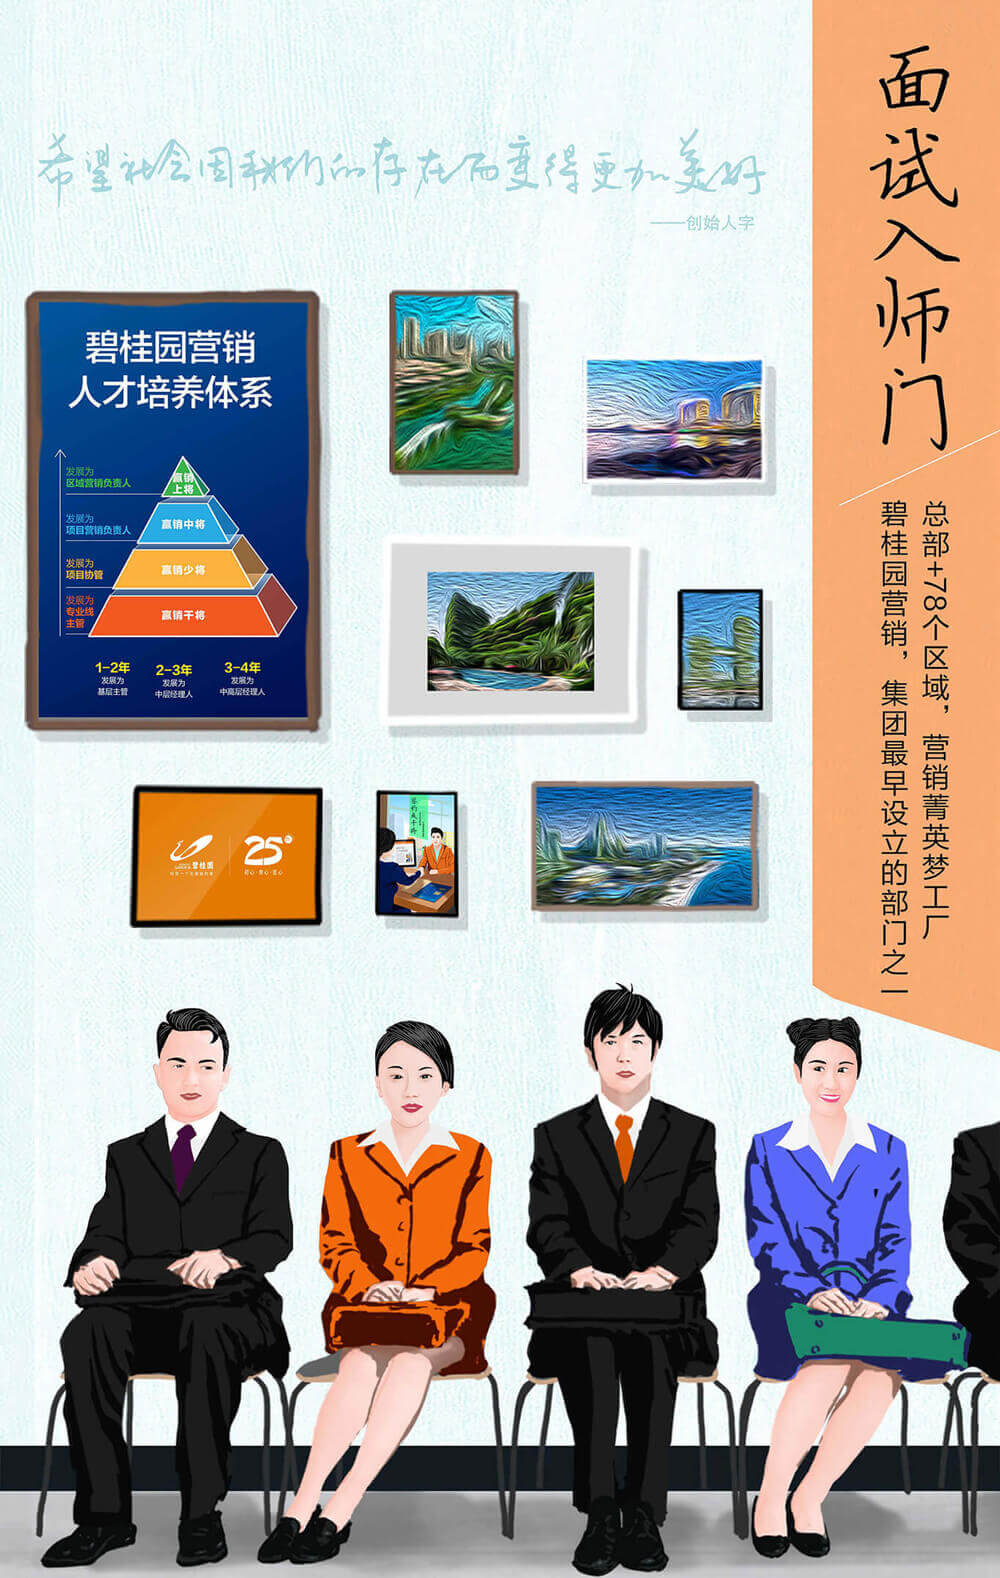 面试入师门
碧桂园营销，集团最早设立的部门之一
总部+78个区域，营销菁英梦工厂
希望社会因我们的存在而变得更加美好
——创始人字
碧桂园营销
人才培养体系
发展为
区域营销负责人
赢销
上将
发展为
项目营销负责人
赢销中将
发展为
项目协管
赢销少将
发展为
专业线
主管
赢销干将
1-2年
发展为
基层主管
2-3年
发展为
中层经理人
3-4年
发展为
中高层经理人
碧桂园
25